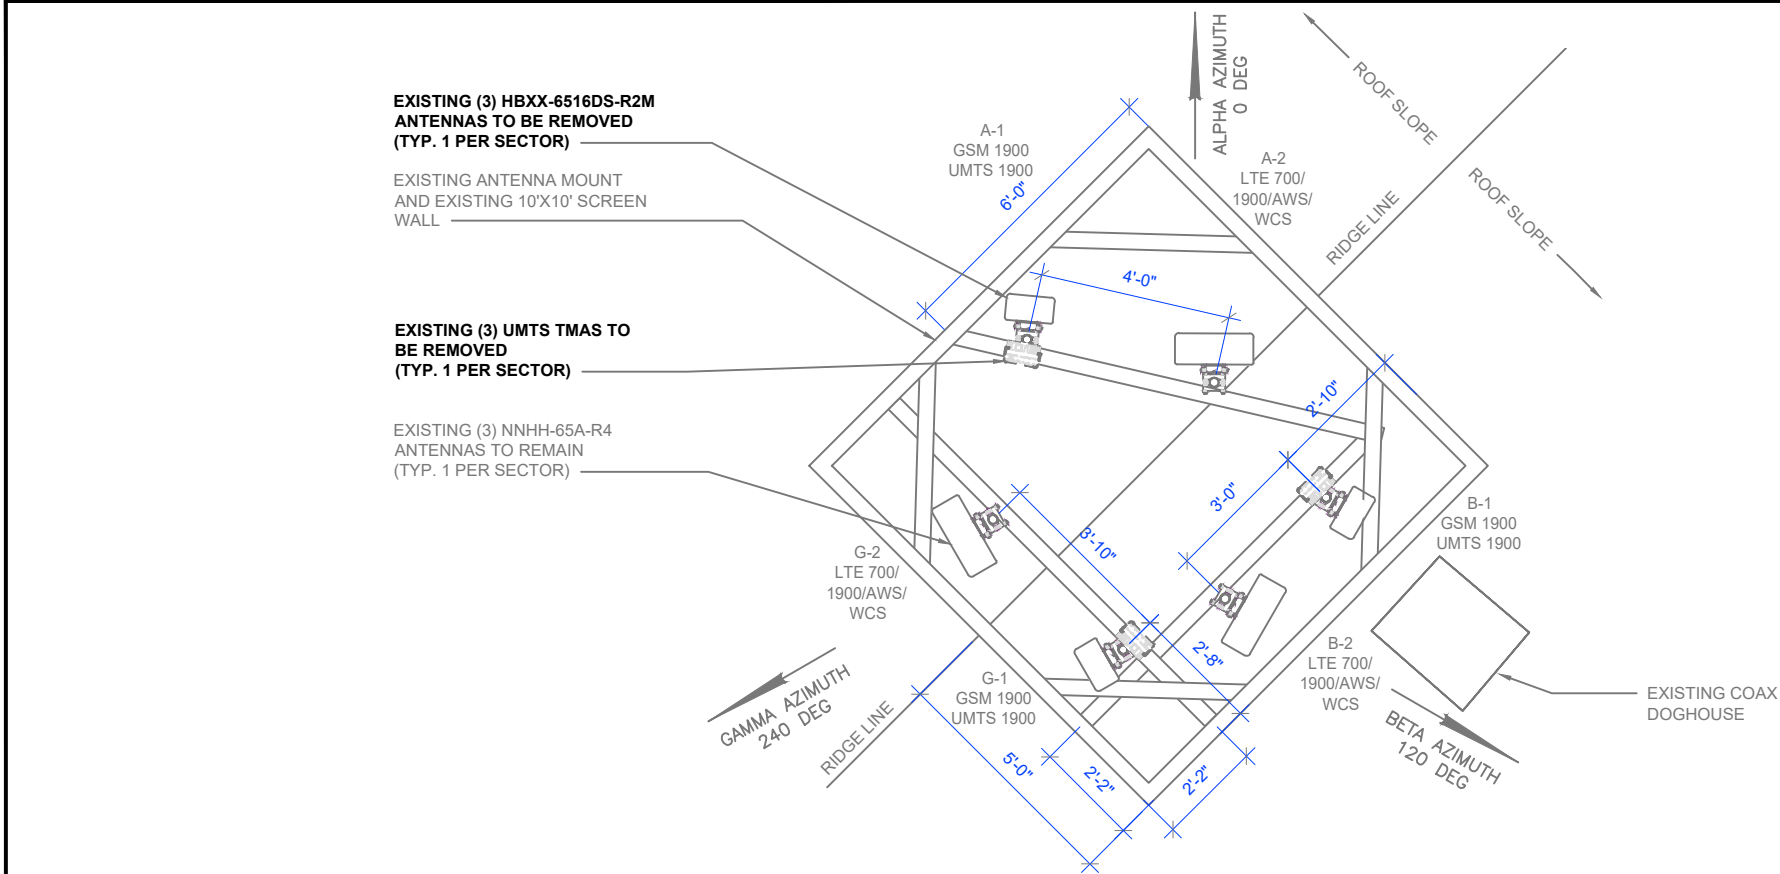 EXISTING (3) HBXX-6516DS-R2M
ANTENNAS TO BE REMOVED
(TYP. 1 PER SECTOR)
EXISTING ANTENNA MOUNT
AND EXISTING 10'X10' SCREEN
WALL
EXISTING (3) UMTS TMAS TO
BE REMOVED
(TYP. 1 PER SECTOR)
EXISTING (3) NNHH-65A-R4
ANTENNAS TO REMAIN
(TYP. 1 PER SECTOR)
A-1
GSM 1900
UMTS 1900
ALPHA AZIMUTH
0 DEG
A-2
LTE 700/
1900/AWS/
WCS
ROOF SLOPE
ROOF SLOPE
RIDGE LINE
6'-0"
4'-0"
2'-10"
3'-0"
3'-10"
2'-8"
B-1
GSM 1900
UMTS 1900
G-2
LTE 700/
1900/AWS/
WCS
G-1
GSM 1900
UMTS 1900
B-2
LTE 700/
1900/AWS/
WCS
GAMMA AZIMUTH
240 DEG
RIDGE LINE
5'-0"
2'-2"
2'-2"
BETA AZIMUTH
120 DEG
EXISTING COAX
DOGHOUSE